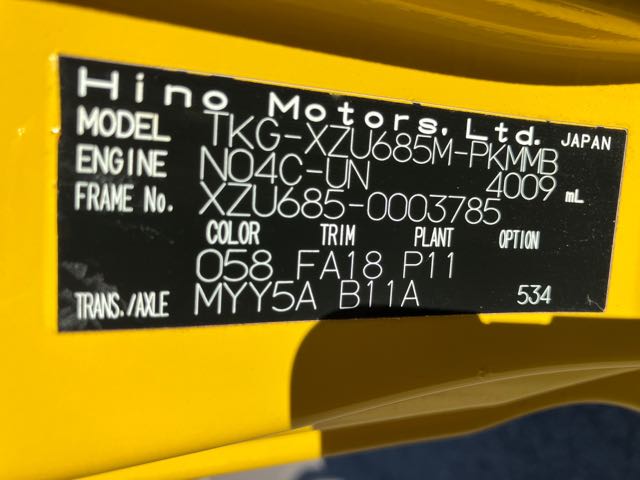 Hino Motors, Ltd. JAPAN
MODEL TKG-XZU685M-PKMMB
ENGINE N04C-UN 4009 mL
FRAME No. XZU685-0003785
COLOR TRIM PLANT OPTION
058 FA18 P11
TRANS./AXLE MYY5A B11A 534